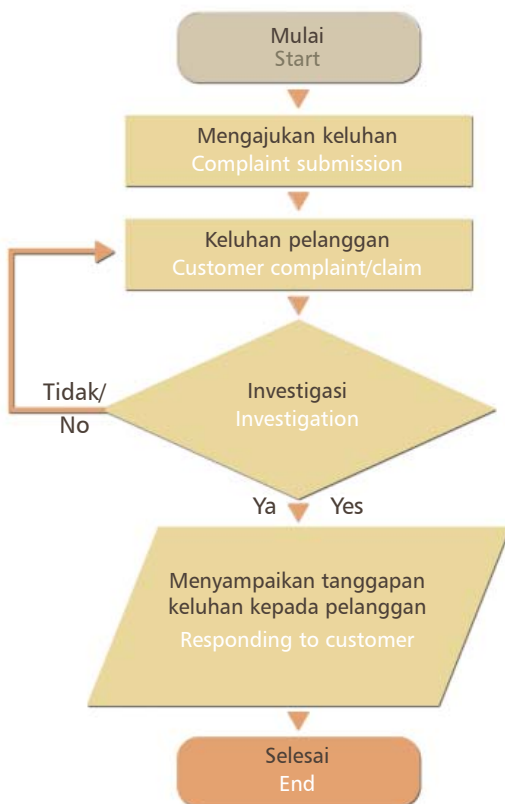 Mulai
Start
Mengajukan keluhan
Complaint submission
Keluhan pelanggan
Customer complaint/claim
Investigasi
Investigation
Tidak/
No
Ya Yes
Menyampaikan tanggapan
keluhan kepada pelanggan
Responding to customer
Selesai
End